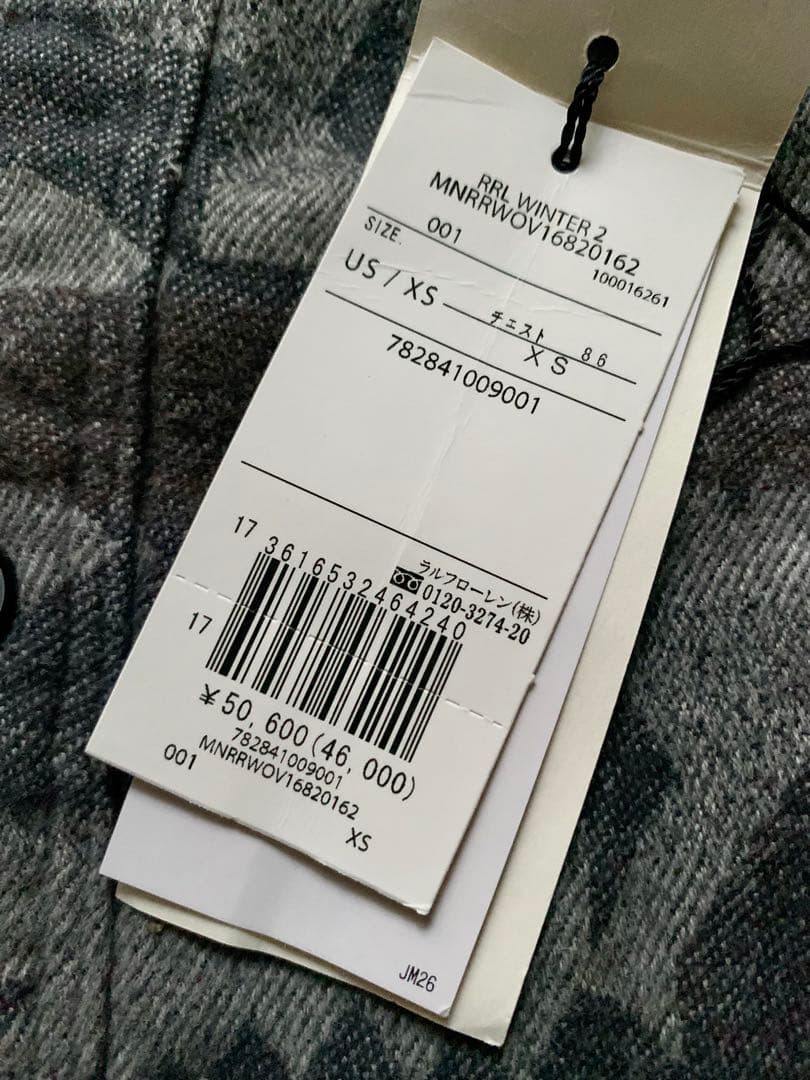 RRL WINTER 2
MNRRWOV16820162
100016261
SIZE. 001
US / XS
チェスト 86
XS
782841009001
ラルフローレン(株)
0120-3274-20
17 3616532464240
17
¥50,600(46,000)
782841009001
MNRRWOV16820162
001
XS
JM26